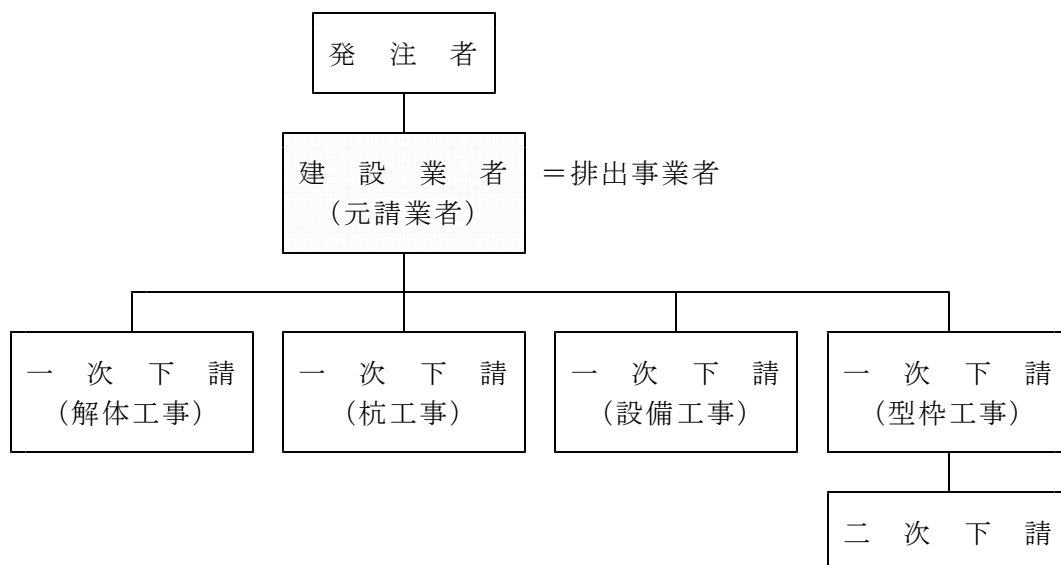 発注者
建設業者
(元請業者)
=排出事業者
一次下請
(解体工事)
一次下請
(杭工事)
一次下請
(設備工事)
一次下請
(型枠工事)
二次下請